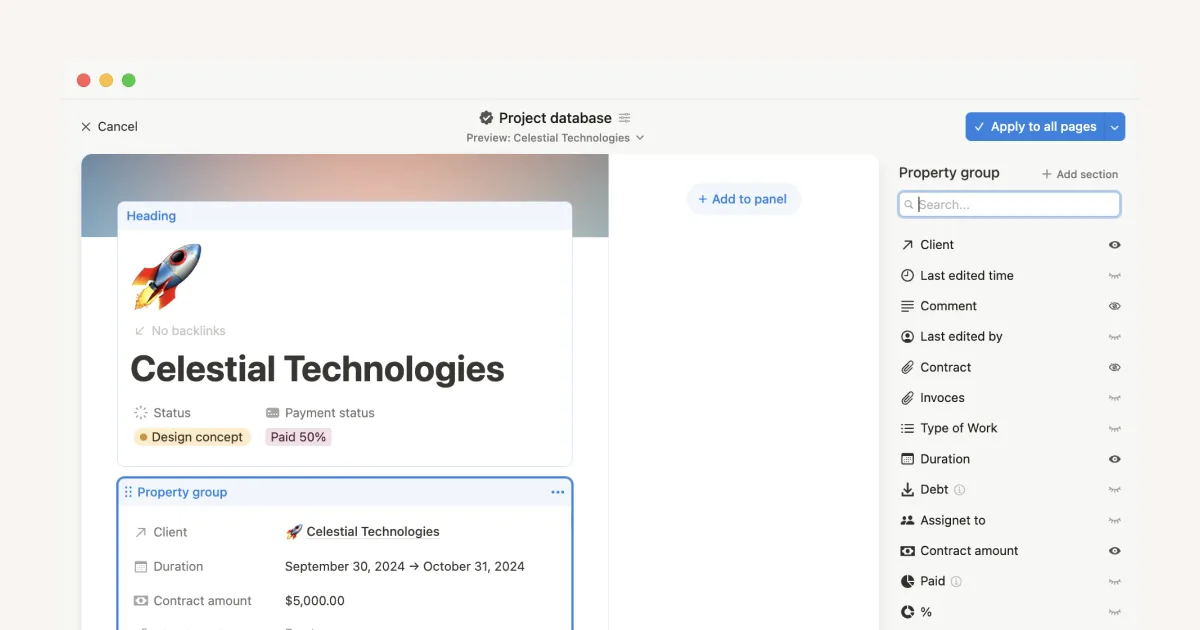 Cancel
Project database
Preview: Celestial Technologies
Apply to all pages
Heading
No backlinks
Celestial Technologies
Status
Payment status
Design concept
Paid 50%
Property group
Client
Celestial Technologies
Duration
September 30, 2024 → October 31, 2024
Contract amount
$5,000.00
+ Add to panel
Property group
+ Add section
Search...
Client
Last edited time
Comment
Last edited by
Contract
Invoces
Type of Work
Duration
Debt
Assignet to
Contract amount
Paid
%